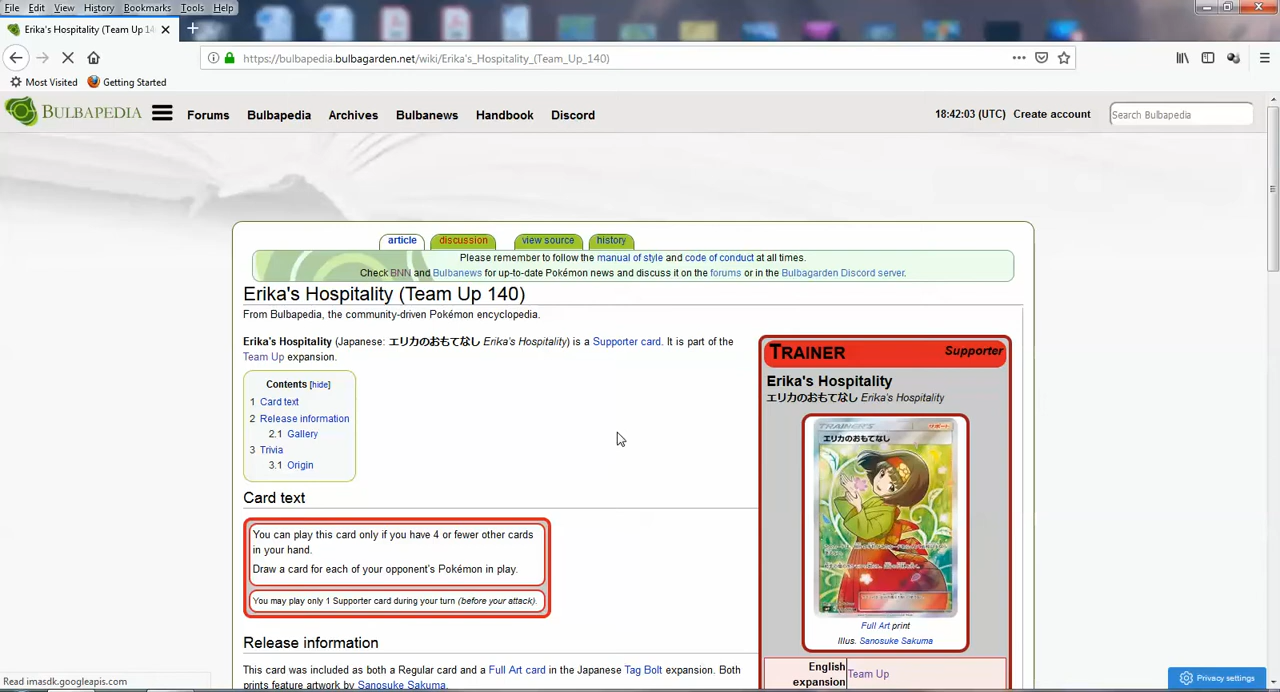 File Edit View History Bookmarks Tools Help
Erika's Hospitality (Team Up 14
https://bulbapedia.bulbagarden.net/wiki/Erika's_Hospitality_(Team_Up_140)
Most Visited Getting Started
BULBAPEDIA Forums Bulbapedia Archives Bulbanews Handbook Discord 18:42:03 (UTC) Create account Search Bulbapedia
article discussion view source history
Please remember to follow the manual of style and code of conduct at all times.
Check BNN and Bulbanews for up-to-date Pokémon news and discuss it on the forums or in the Bulbagarden Discord server.
Erika's Hospitality (Team Up 140)
From Bulbapedia, the community-driven Pokémon encyclopedia.
Erika's Hospitality (Japanese: エリカのおもてなし Erika's Hospitality) is a Supporter card. It is part of the
Team Up expansion.
Contents [hide]
1 Card text
2 Release information
2.1 Gallery
3 Trivia
3.1 Origin
Card text
You can play this card only if you have 4 or fewer other cards
in your hand.
Draw a card for each of your opponent's Pokémon in play.
You may play only 1 Supporter card during your turn (before your attack).
Release information
This card was included as both a Regular card and a Full Art card in the Japanese Tag Bolt expansion. Both
prints feature artwork by Sanosuke Sakuma.
TRAINER Supporter
Erika's Hospitality
エリカのおもてなし Erika's Hospitality
TRAINER'S サポート
エリカのおもてなし
Full Art print
Illus. Sanosuke Sakuma
English
expansion Team Up
Read imasdk.googleapis.com
Privacy settings